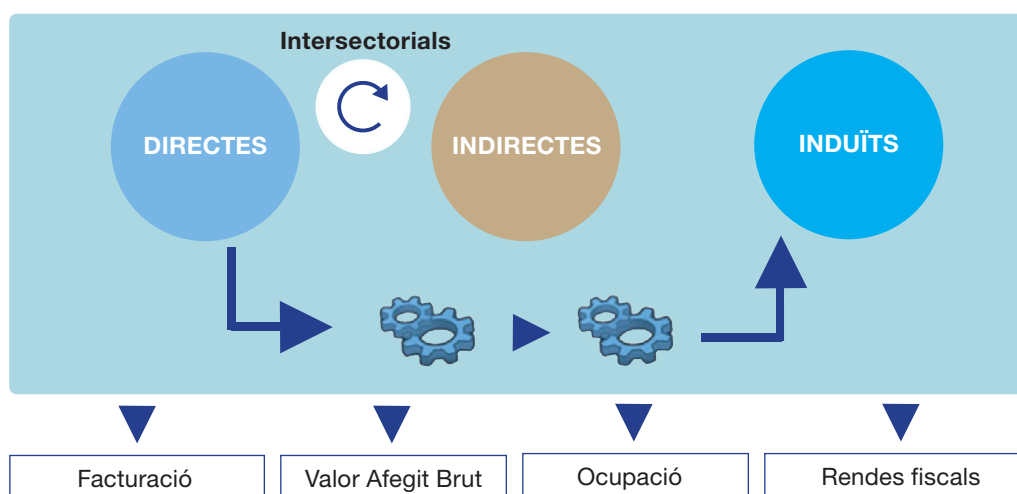 Intersectorials
DIRECTES
INDIRECTES
INDUÏTS
Facturació
Valor Afegit Brut
Ocupació
Rendes fiscals